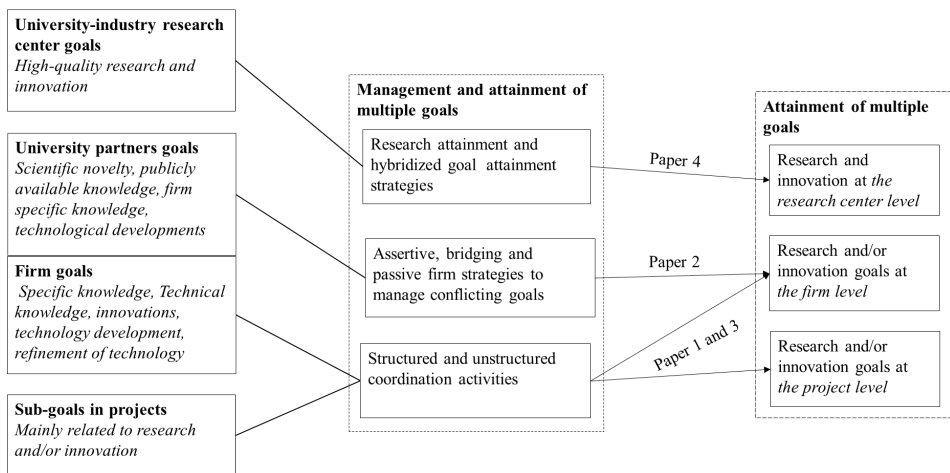 University-industry research
center goals
High-quality research and
innovation
University partners goals
Scientific novelty, publicly
available knowledge, firm
specific knowledge,
technological developments
Firm goals
Specific knowledge, Technical
knowledge, innovations,
technology development,
refinement of technology
Sub-goals in projects
Mainly related to research
and/or innovation
Management and attainment of
multiple goals
Research attainment and
hybridized goal attainment
strategies
Assertive, bridging and
passive firm strategies to
manage conflicting goals
Structured and unstructured
coordination activities
Paper 4
Paper 2
Paper 1 and 3
Attainment of multiple
goals
Research and
innovation at the
research center level
Research and/or
innovation goals at
the firm level
Research and/or
innovation goals at
the project level